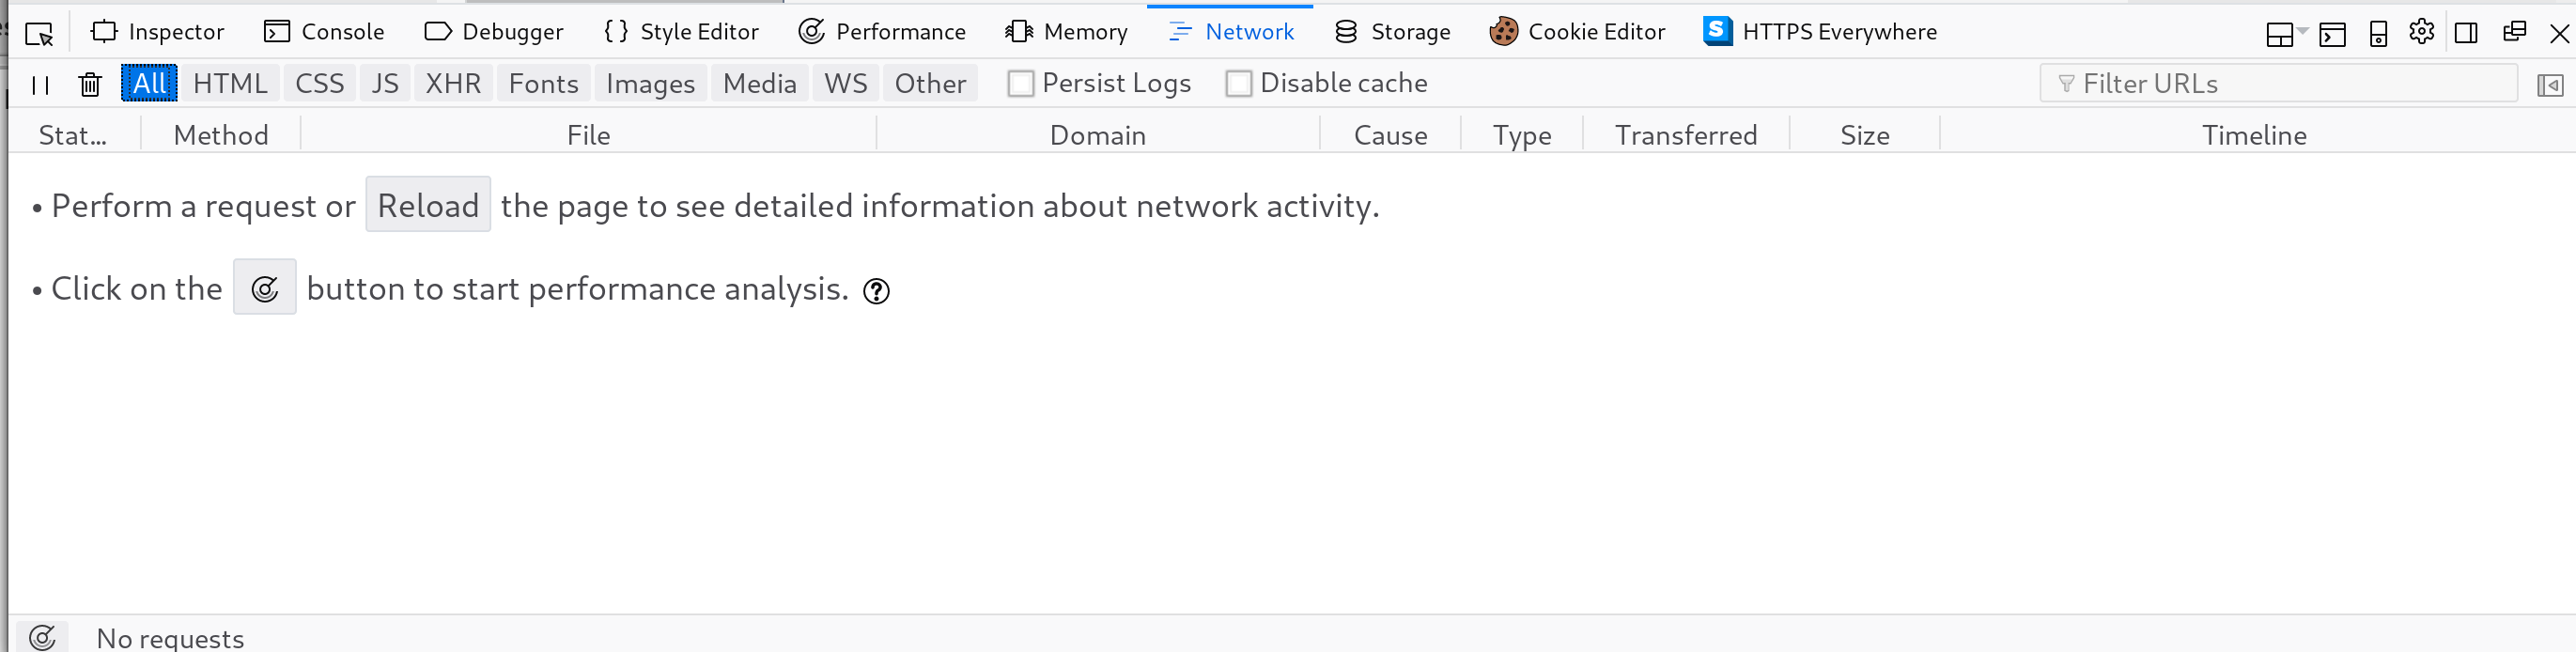 Inspector Console Debugger { } Style Editor Performance Memory Network Storage Cookie Editor S HTTPS Everywhere
All HTML CSS JS XHR Fonts Images Media WS Other Persist Logs Disable cache Filter URLs
Stat... Method File Domain Cause Type Transferred Size Timeline
• Perform a request or Reload the page to see detailed information about network activity.
• Click on the button to start performance analysis. ?
No requests